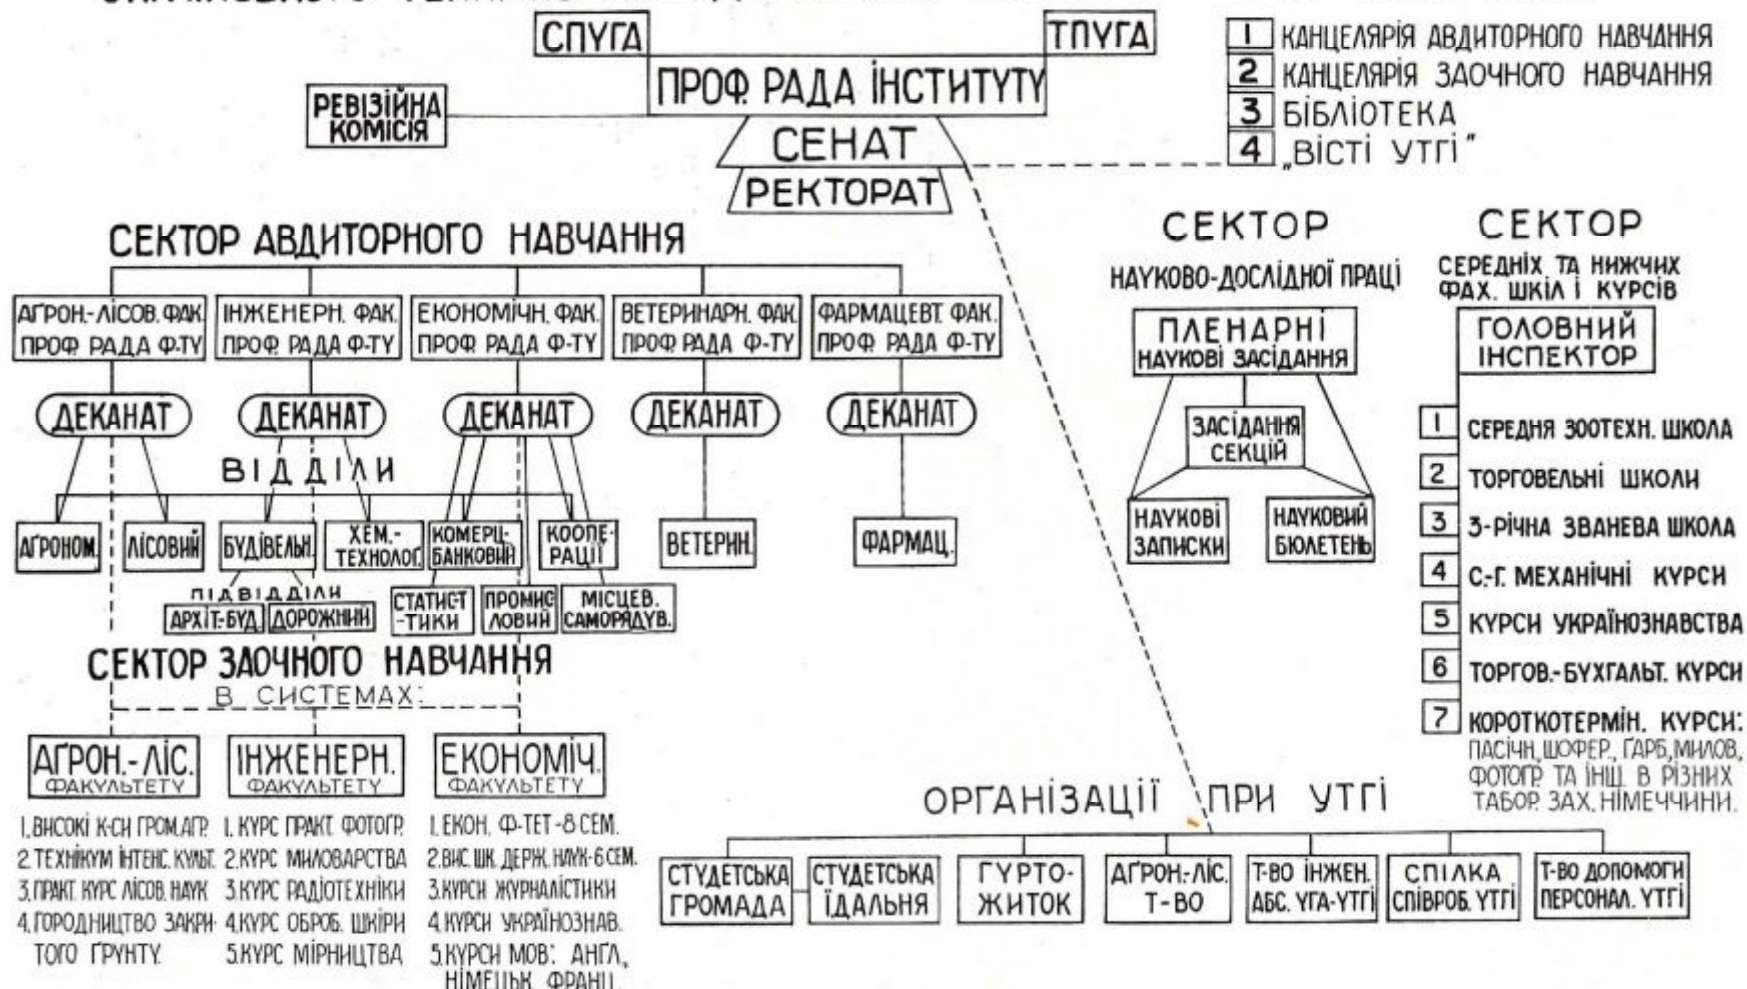 СПУГА
ТПУГА
ПРОФ. РАДА ІНСТИТУТУ
РЕВІЗІЙНА
КОМІСІЯ
СЕНАТ
РЕКТОРАТ
1 КАНЦЕЛЯРІЯ АВДИТОРНОГО НАВЧАННЯ
2 КАНЦЕЛЯРІЯ ЗАОЧНОГО НАВЧАННЯ
3 БІБЛІОТЕКА
4 „ВІСТІ УТГІ"
СЕКТОР АВДИТОРНОГО НАВЧАННЯ
АҐРОН.-ЛІСОВ. ФАК.
ПРОФ. РАДА Ф-ТУ
ІНЖЕНЕРН. ФАК.
ПРОФ. РАДА Ф-ТУ
ЕКОНОМІЧН. ФАК.
ПРОФ. РАДА Ф-ТУ
ВЕТЕРИНАРН. ФАК.
ПРОФ. РАДА Ф-ТУ
ФАРМАЦЕВТ. ФАК.
ПРОФ. РАДА Ф-ТУ
ДЕКАНАТ
ДЕКАНАТ
ДЕКАНАТ
ДЕКАНАТ
ДЕКАНАТ
ВІДДІЛИ
АҐРОНОМ.
ЛІСОВИЙ
БУДІВЕЛЬН.
ХЕМ.-
ТЕХНОЛОГ.
КОМЕРЦ-
БАНКОВИЙ
КООПЕ-
РАЦІЇ
ВЕТЕРИН.
ФАРМАЦ.
ПІДВІДДІЛИ
АРХІТ.-БУД.
ДОРОЖНИЙ
СТАТИСТ
-ТИКИ
ПРОМИС-
ЛОВИЙ
МІСЦЕВ.
САМОРЯДУВ.
СЕКТОР ЗАОЧНОГО НАВЧАННЯ
В СИСТЕМАХ:
АҐРОН.-ЛІС.
ФАКУЛЬТЕТУ
1. ВИСОКІ К-СИ ГРОМ. АГР.
2. ТЕХНІКУМ ІНТЕНС. КУЛЬТ.
3. ПРАКТ. КУРС ЛІСОВ. НАУК
4. ГОРОДНИЦТВО ЗАКРИ-
ТОГО ҐРУНТУ.
ІНЖЕНЕРН.
ФАКУЛЬТЕТУ
1. КУРС ПРАКТ. ФОТОГР.
2. КУРС МИЛОВАРСТВА
3. КУРС РАДІОТЕХНІКИ
4. КУРС ОБРОБ. ШКІРИ
5. КУРС МІРНИЦТВА
ЕКОНОМІЧ.
ФАКУЛЬТЕТУ
1. ЕКОН. Ф-ТЕТ - 8 СЕМ.
2. ВИС. ШК. ДЕРЖ. НАУК - 6 СЕМ.
3. КУРСИ ЖУРНАЛІСТИКИ
4. КУРСИ УКРАЇНОЗНАВ.
5. КУРСИ МОВ: АНГЛ.,
НІМЕЦЬК. ФРАНЦ.
СЕКТОР
НАУКОВО-ДОСЛІДНОЇ ПРАЦІ
ПЛЕНАРНІ
НАУКОВІ ЗАСІДАННЯ
ЗАСІДАННЯ
СЕКЦІЙ
НАУКОВІ
ЗАПИСКИ
НАУКОВИЙ
БЮЛЕТЕНЬ
СЕКТОР
СЕРЕДНІХ ТА НИЖЧИХ
ФАХ. ШКІЛ І КУРСІВ
ГОЛОВНИЙ
ІНСПЕКТОР
1 СЕРЕДНЯ ЗООТЕХН. ШКОЛА
2 ТОРГОВЕЛЬНІ ШКОЛИ
3 3-РІЧНА ЗВАНЕВА ШКОЛА
4 С.-Г. МЕХАНІЧНІ КУРСИ
5 КУРСИ УКРАЇНОЗНАВСТВА
6 ТОРГОВ.-БУХГАЛЬТ. КУРСИ
7 КОРОТКОТЕРМІН. КУРСИ:
ПАСІЧН., ШОФЕР., ГАРБ., МИЛОВ.,
ФОТОГР. ТА ІНШ. В РІЗНИХ
ТАБОР. ЗАХ. НІМЕЧЧИНИ.
ОРГАНІЗАЦІЇ ПРИ УТГІ
СТУДЕТСЬКА
ГРОМАДА
СТУДЕТСЬКА
ЇДАЛЬНЯ
ГУРТО-
ЖИТОК
АҐРОН.-ЛІС.
Т-ВО
Т-ВО ІНЖЕН.
АБС. УГА-УТГІ
СПІЛКА
СПІВРОБ. УТГІ
Т-ВО ДОПОМОГИ
ПЕРСОНАЛ. УТГІ